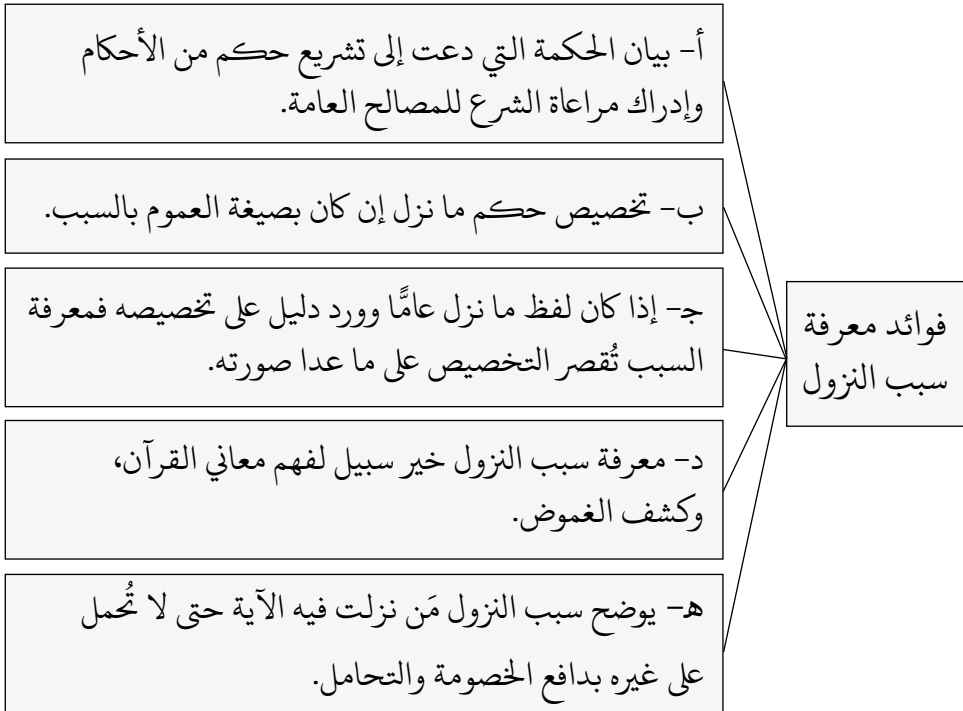 أ- بيان الحكمة التي دعت إلى تشريع حكم من الأحكام
وإدراك مراعاة الشرع للمصالح العامة.
ب- تخصيص حكم ما نزل إن كان بصيغة العموم بالسبب.
جـ- إذا كان لفظ ما نزل عامًّا وورد دليل على تخصيصه فمعرفة
السبب تُقصر التخصيص على ما عدا صورته.
د- معرفة سبب النزول خير سبيل لفهم معاني القرآن،
وكشف الغموض.
هـ- يوضح سبب النزول مَن نزلت فيه الآية حتى لا تُحمل
على غيره بدافع الخصومة والتحامل.
فوائد معرفة
سبب النزول